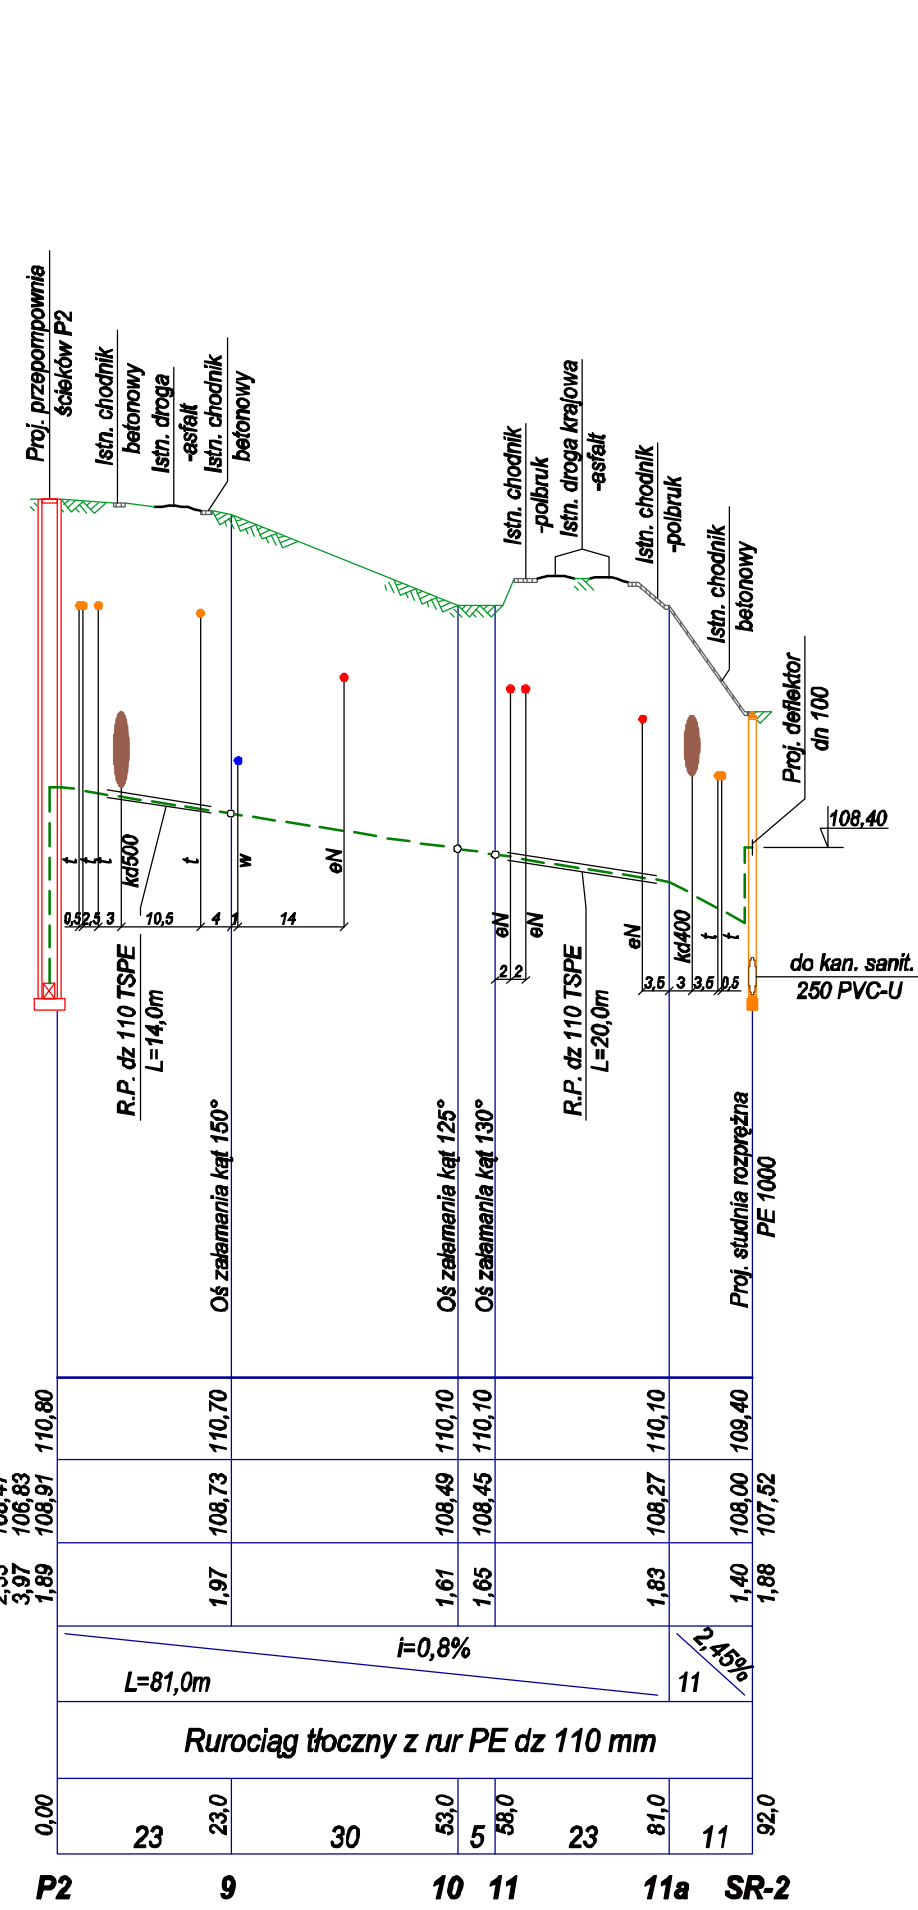 Proj. przepompownia
ścieków P2
Istn. chodnik
betonowy
Istn. droga
-asfalt
Istn. chodnik
betonowy
Istn. chodnik
-polbruk
Istn. droga krajowa
-asfalt
Istn. chodnik
-polbruk
Istn. chodnik
betonowy
Proj. deflektor
dn 100
108,40
t
t
t
kd500
t
w
eN
eN
eN
eN
kd400
t
t
0,5
2,5
3
10,5
4
1
14
2
2
3,5
3
3,5
0,5
do kan. sanit.
250 PVC-U
R.P. dz 110 TSPE
L=14,0m
R.P. dz 110 TSPE
L=20,0m
Oś załamania kąt 150°
Oś załamania kąt 125°
Oś załamania kąt 130°
Proj. studnia rozprężna
PE 1000
110,80
110,70
110,10
110,10
110,10
109,40
106,83
108,91
108,73
108,49
108,45
108,27
108,00
107,52
3,97
1,89
1,97
1,61
1,65
1,83
1,40
1,88
i=0,8%
L=81,0m
2,45%
11
Rurociąg tłoczny z rur PE dz 110 mm
0,00
23,0
53,0
58,0
81,0
92,0
23
30
5
23
11
P2
9
10
11
11a
SR-2